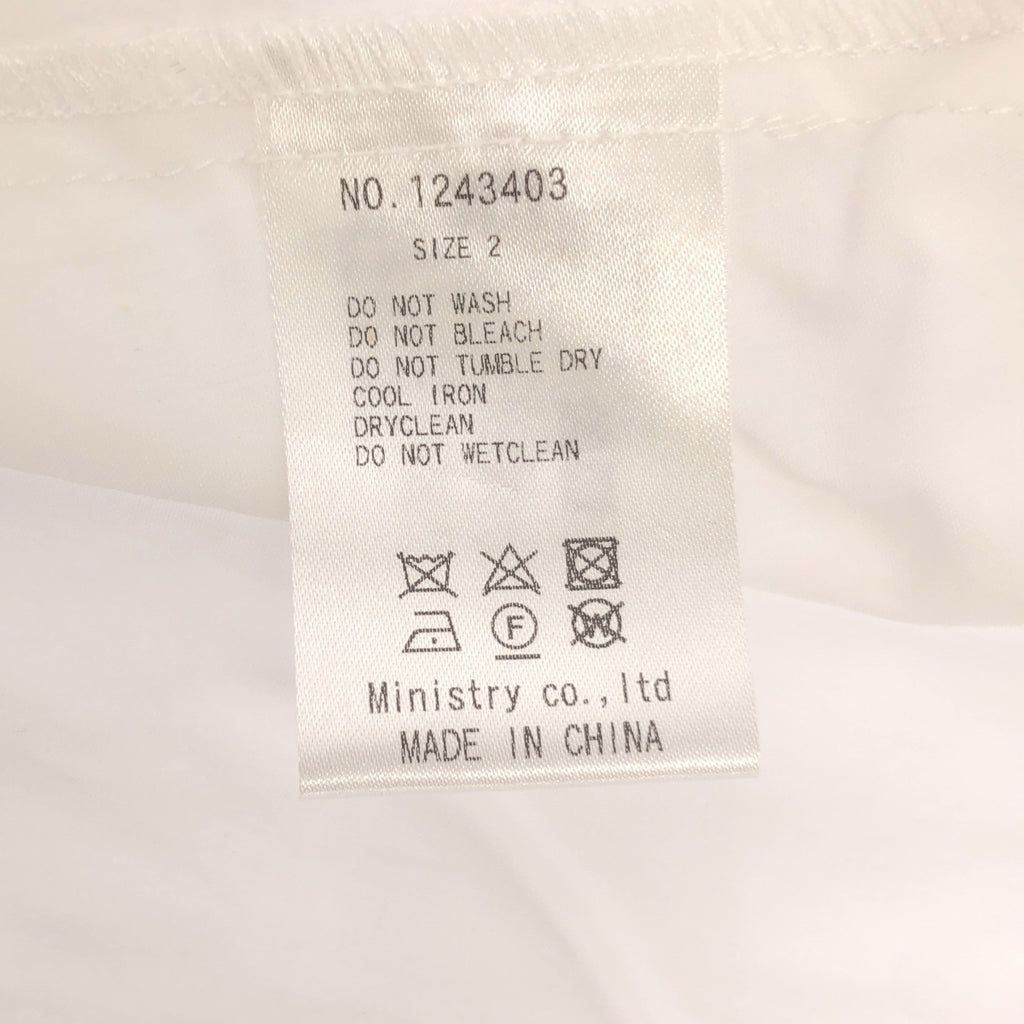 NO. 1243403
SIZE 2
DO NOT WASH
DO NOT BLEACH
DO NOT TUMBLE DRY
COOL IRON
DRYCLEAN
DO NOT WETCLEAN
F W
Ministry co.,ltd
MADE IN CHINA